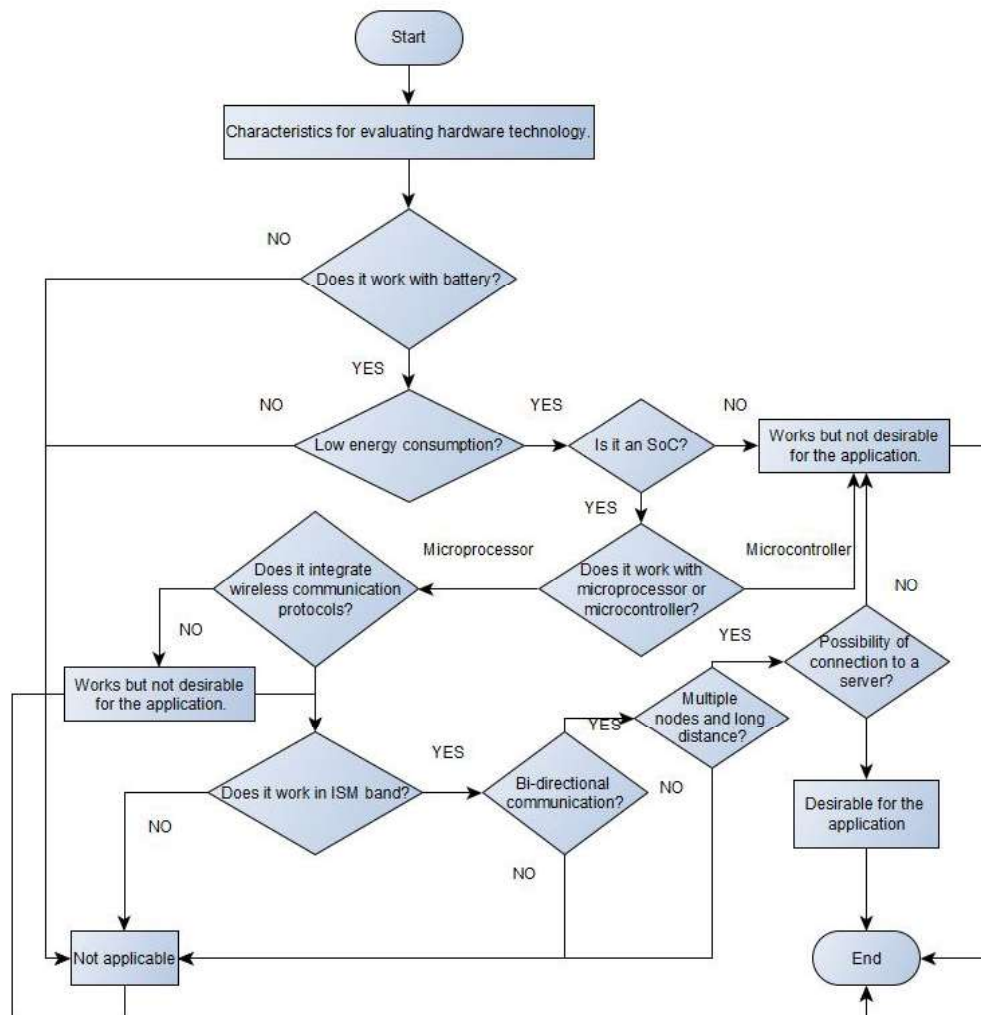 Start
Characteristics for evaluating hardware technology.
NO
Does it work with battery?
YES
NO
Low energy consumption?
YES
Is it an SoC?
NO
Works but not desirable
for the application.
YES
Microprocessor
Microcontroller
Does it integrate
wireless communication
protocols?
Does it work with
microprocessor or
microcontroller?
NO
NO
YES
Possibility of
connection to a
server?
Works but not desirable
for the application.
Multiple
nodes and long
distance?
YES
YES
Does it work in ISM band?
Bi-directional
communication?
NO
NO
NO
Desirable for the
application
Not applicable
End